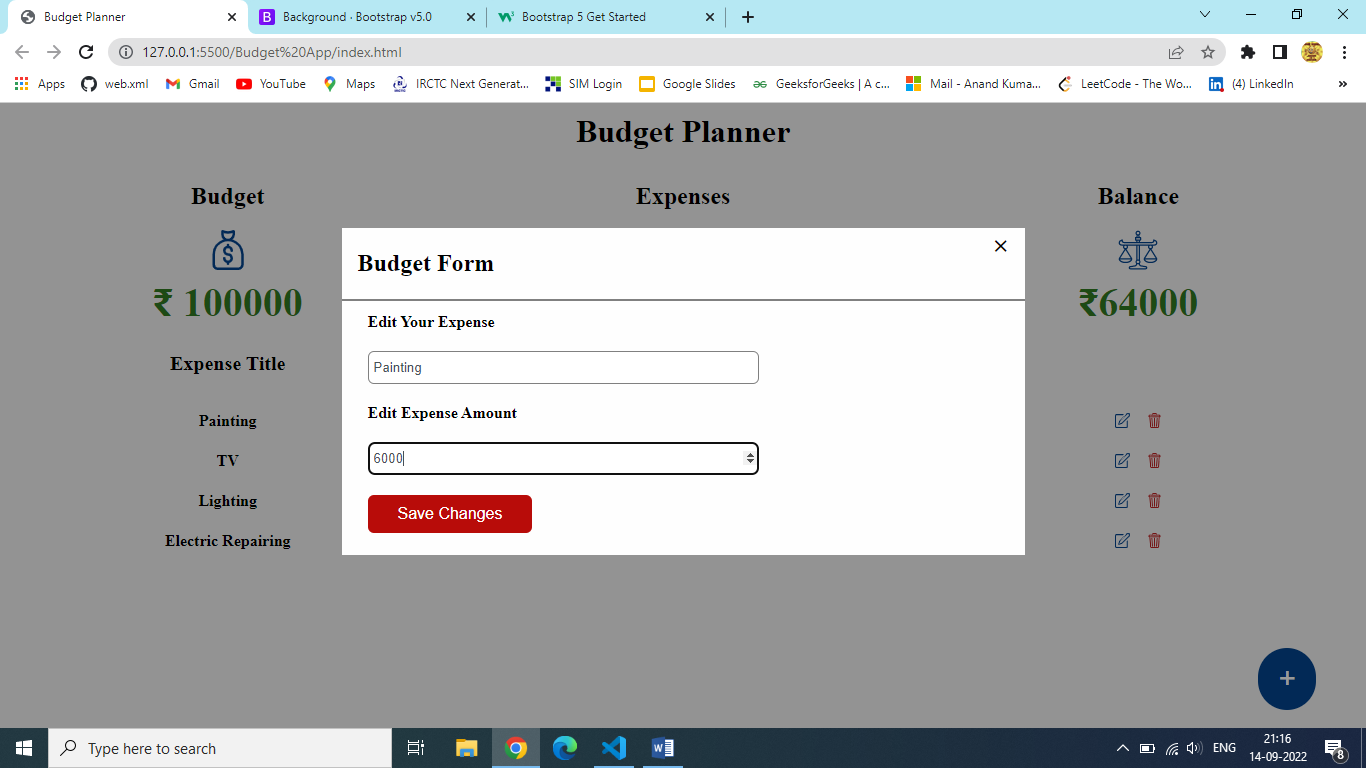 Budget Planner
Background · Bootstrap v5.0
Bootstrap 5 Get Started
127.0.0.1:5500/Budget%20App/index.html
Apps
web.xml
Gmail
YouTube
Maps
IRCTC Next Generat...
SIM Login
Google Slides
GeeksforGeeks | A c...
Mail - Anand Kuma...
LeetCode - The Wo...
(4) LinkedIn
»
Budget Planner
Budget
Expenses
Balance
₹ 100000
₹64000
Budget Form
Edit Your Expense
Painting
Edit Expense Amount
6000
Save Changes
Expense Title
Painting
TV
Lighting
Electric Repairing
+
Type here to search
ENG
21:16
14-09-2022
8